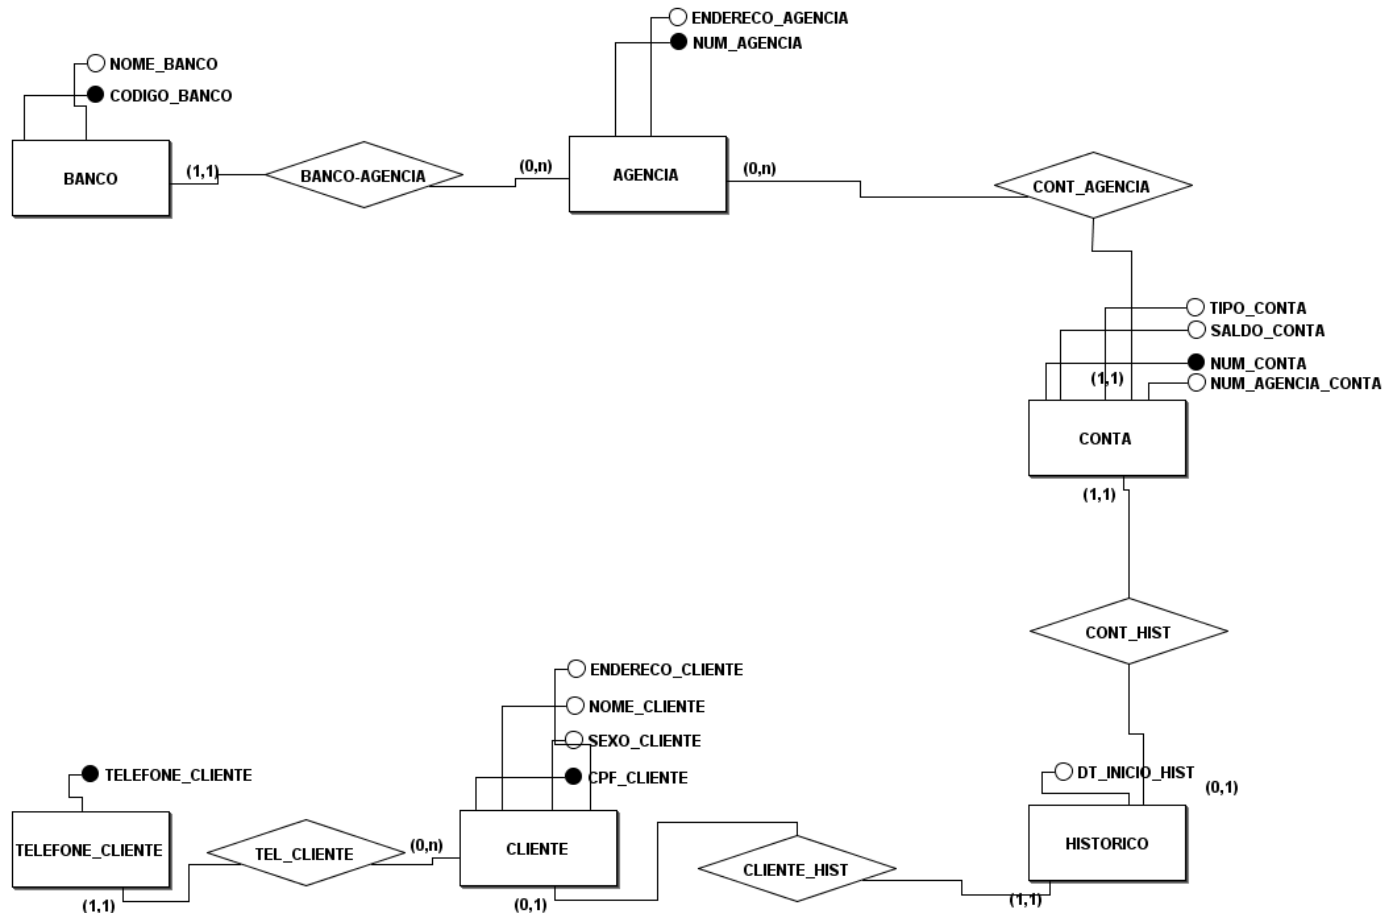 ENDERECO_AGENCIA
NUM_AGENCIA
NOME_BANCO
CODIGO_BANCO
BANCO
(1,1)
BANCO-AGENCIA
(0,n)
AGENCIA
(0,n)
CONT_AGENCIA
TIPO_CONTA
SALDO_CONTA
NUM_CONTA
(1,1)
NUM_AGENCIA_CONTA
CONTA
(1,1)
CONT_HIST
ENDERECO_CLIENTE
NOME_CLIENTE
SEXO_CLIENTE
CPF_CLIENTE
TELEFONE_CLIENTE
DT_INICIO_HIST
(0,1)
TELEFONE_CLIENTE
TEL_CLIENTE
(0,n)
CLIENTE
CLIENTE_HIST
HISTORICO
(1,1)
(0,1)
(1,1)